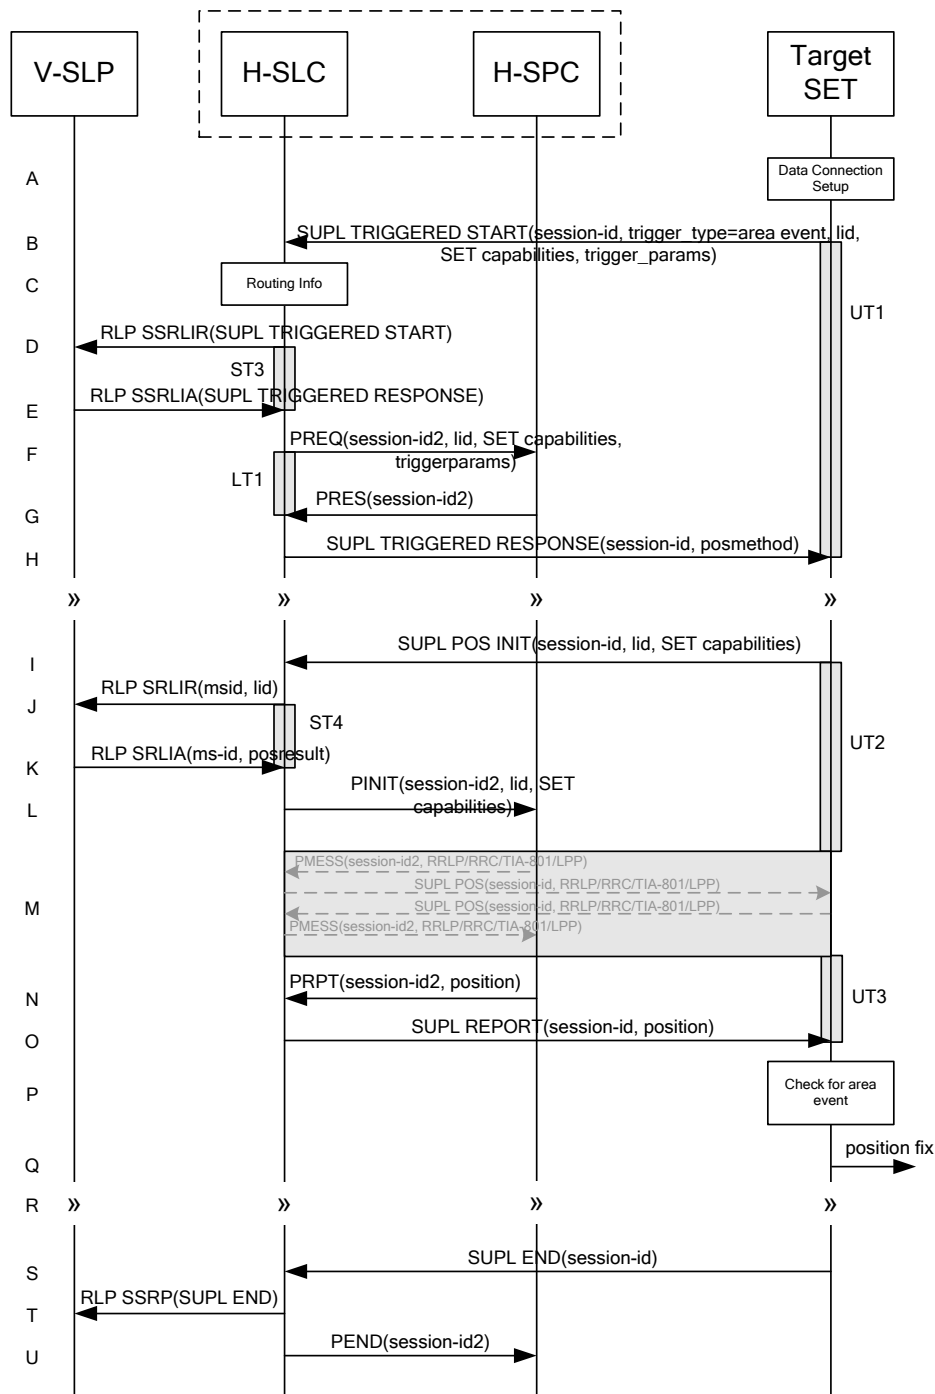 V-SLP
H-SLC
H-SPC
Target
SET
A
Data Connection
Setup
B
SUPL TRIGGERED START(session-id, trigger_type=area event, lid,
SET capabilities, trigger_params)
C
Routing Info
UT1
D
RLP SSRLIR(SUPL TRIGGERED START)
ST3
E
RLP SSRLIA(SUPL TRIGGERED RESPONSE)
F
PREQ(session-id2, lid, SET capabilities,
triggerparams)
LT1
G
PRES(session-id2)
H
SUPL TRIGGERED RESPONSE(session-id, posmethod)
» » » »
I
SUPL POS INIT(session-id, lid, SET capabilities)
J
RLP SRLIR(msid, lid)
ST4
UT2
K
RLP SRLIA(ms-id, posresult)
L
PINIT(session-id2, lid, SET
capabilities)
PMESS(session-id2, RRLP/RRC/TIA-801/LPP)
SUPL POS(session-id, RRLP/RRC/TIA-801/LPP)
M
SUPL POS(session-id, RRLP/RRC/TIA-801/LPP)
PMESS(session-id2, RRLP/RRC/TIA-801/LPP)
N
PRPT(session-id2, position)
UT3
O
SUPL REPORT(session-id, position)
P
Check for area
event
Q
position fix
R » » » »
S
SUPL END(session-id)
T
RLP SSRP(SUPL END)
U
PEND(session-id2)